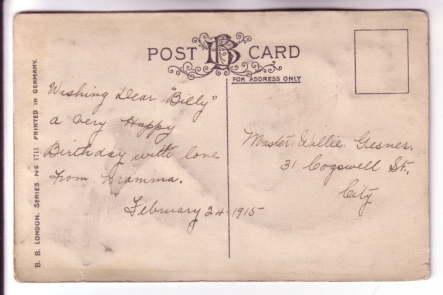 POST B CARD
FOR ADDRESS ONLY
Wishing Dear "Billy"
a very Happy
Birthday with love
from Gramma.
February 24 - 1915
Master Wallie Gesner.
31 Cogswell St.
City
B. B. LONDON. SERIES NO 1711 PRINTED IN GERMANY.